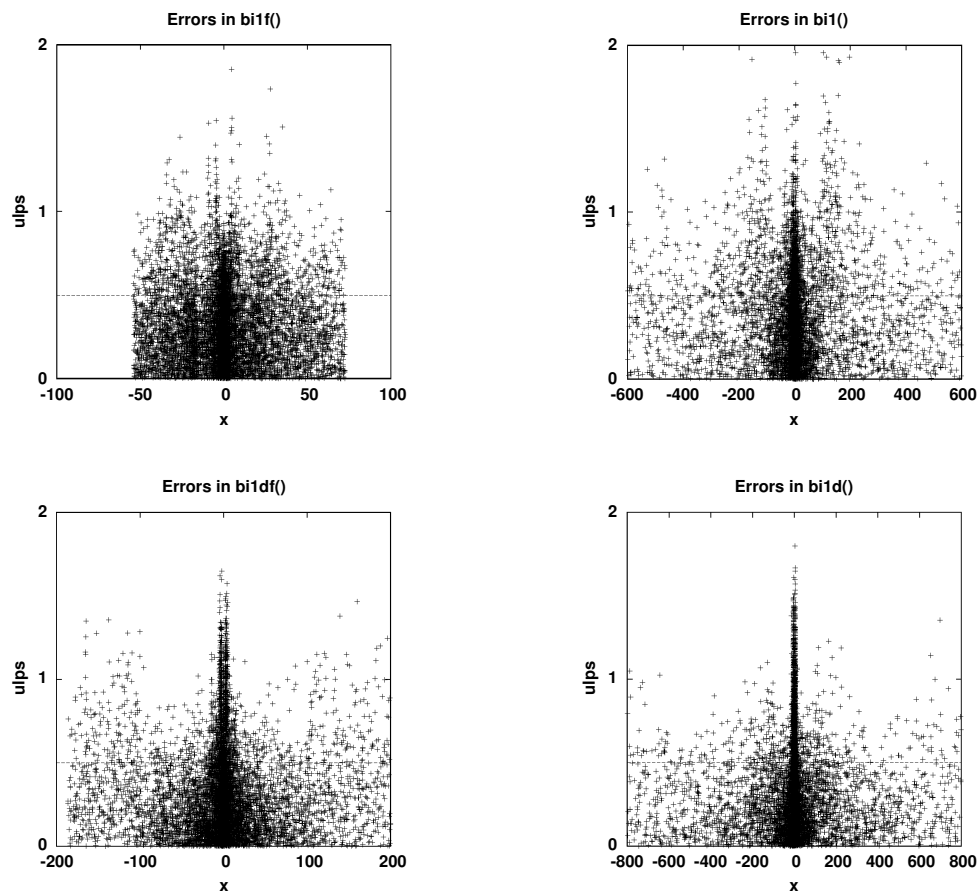 Errors in bi1f()
2
1
0
ulps
-100 -50 0 50 100
x
Errors in bi1()
2
1
0
ulps
-600 -400 -200 0 200 400 600
x
Errors in bi1df()
2
1
0
ulps
-200 -100 0 100 200
x
Errors in bi1d()
2
1
0
ulps
-800 -600 -400 -200 0 200 400 600 800
x